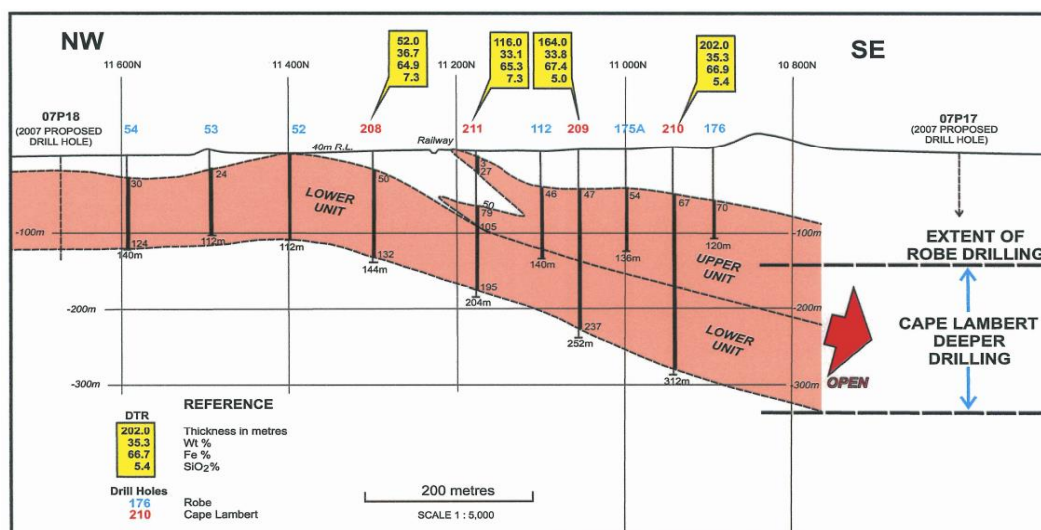 NW
SE
52.0
36.7
64.9
7.3
116.0
33.1
65.3
7.3
164.0
33.8
67.4
5.0
202.0
35.3
66.9
5.4
11 600
11 400
11 200N
11 000
10 800
07P18
(2007 PROPOSED
DRILL HOLE)
54
53
52
208
Railway
211
112
209
175A
210
176
07P17
(2007 PROPOSED
DRILL HOLE)
40m R.L.
30
24
50
3
27
50
79
105
46
47
54
67
70
LOWER
UNIT
UPPER
UNIT
LOWER
UNIT
-100m
-200m
-300m
124
140m
112m
112m
132
144m
195
204m
140m
237
252m
136m
312m
120m
-100m
-200m
-300m
OPEN
EXTENT OF
ROBE DRILLING
CAPE LAMBERT
DEEPER
DRILLING
REFERENCE
DTR
202.0 Thickness in metres
35.3 Wt %
66.7 Fe %
5.4 SiO2%
Drill Holes
176 Robe
210 Cape Lambert
200 metres
SCALE 1 : 5,000